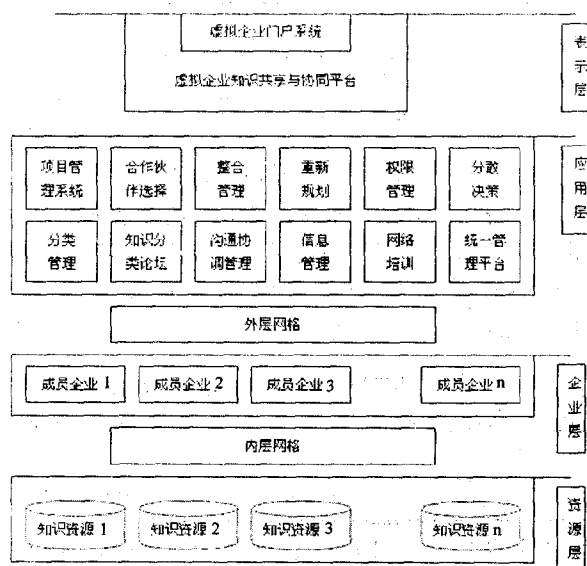 虚拟企业门户系统
虚拟企业知识共享与协同平台
表示层
项目管理系统
合作伙伴选择
整合管理
重新规划
权限管理
分散决策
应用层
分类管理
知识分类论坛
沟通协调管理
信息管理
网络培训
统一管理平台
外层网格
成员企业 1
成员企业 2
成员企业 3
成员企业 n
企业层
内层网格
知识资源 1
知识资源 2
知识资源 3
知识资源 n
资源层